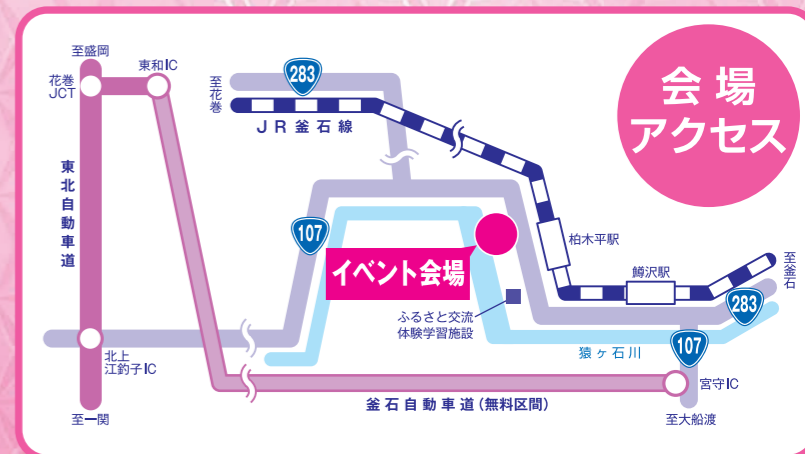 会場
アクセス
至盛岡
花巻
JCT
東和IC
至花巻
283
JR釜石線
東北自動車道
107
イベント会場
柏木平駅
鱒沢駅
至釜石
283
ふるさと交流
体験学習施設
猿ヶ石川
107
北上
江釣子IC
宮守IC
釜石自動車道(無料区間)
至一関
至大船渡